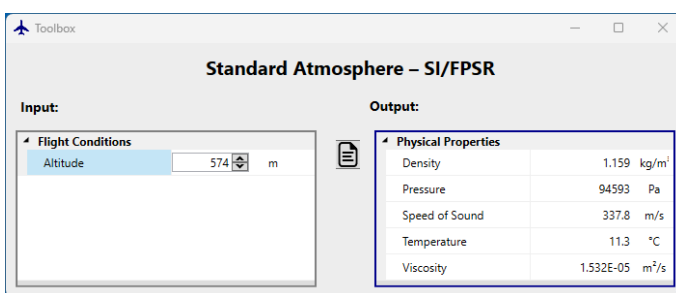 Toolbox
Standard Atmosphere – SI/FPSR
Input:
Output:
Flight Conditions
Altitude 574 m
Physical Properties
Density 1.159 kg/m³
Pressure 94593 Pa
Speed of Sound 337.8 m/s
Temperature 11.3 °C
Viscosity 1.532E-05 m²/s